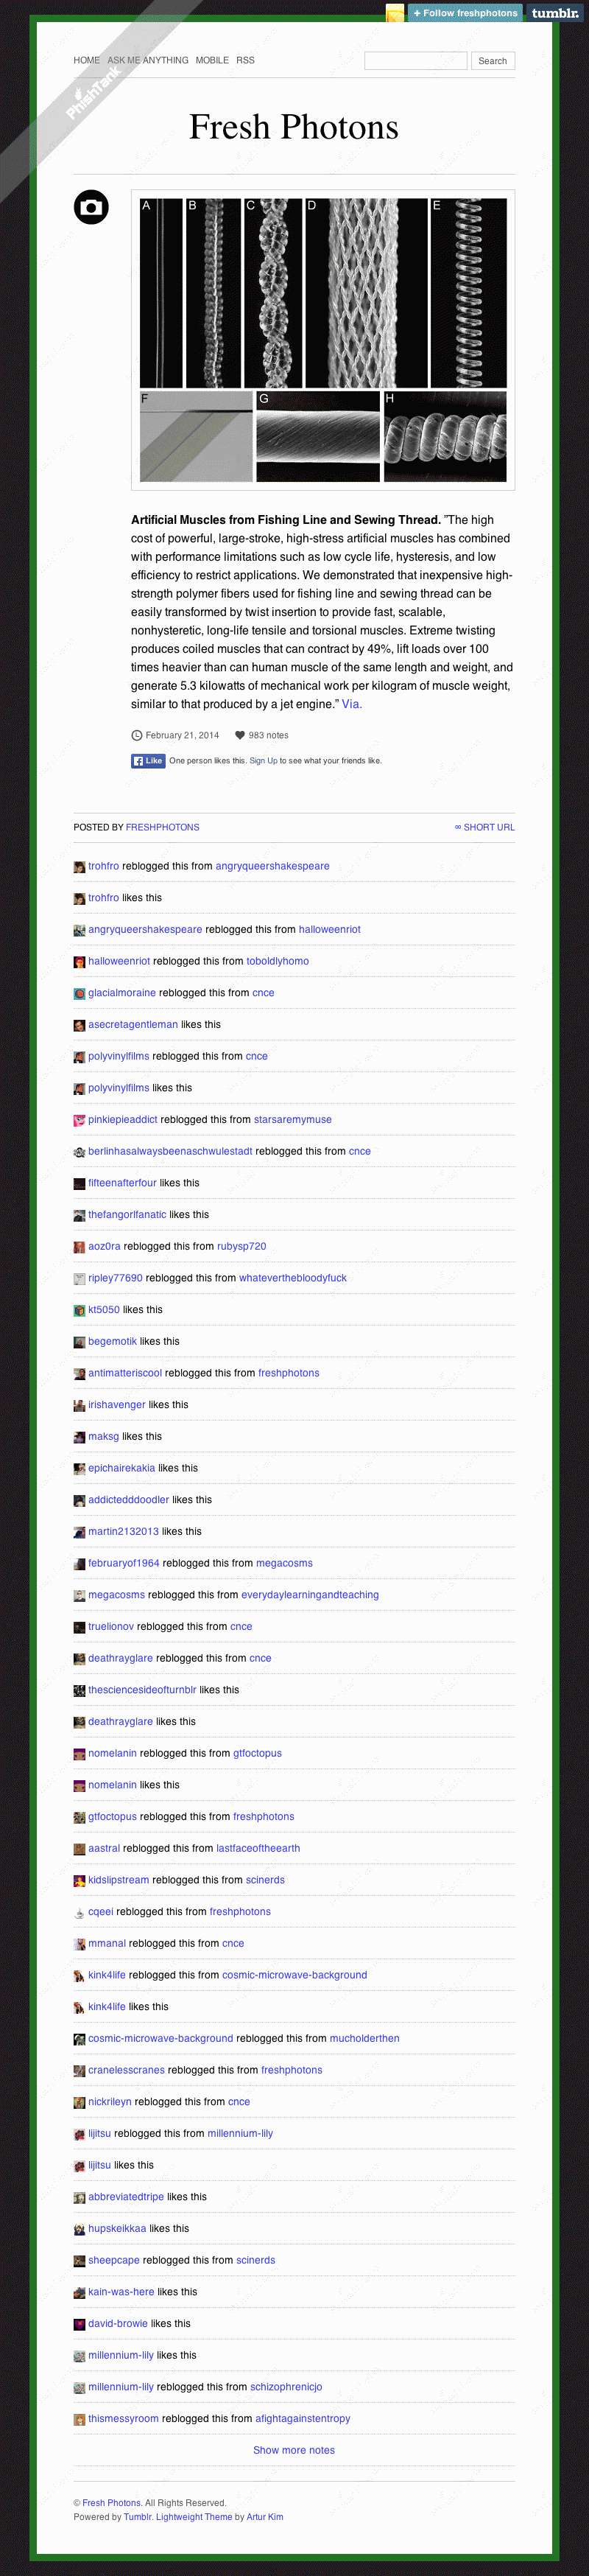 + Follow freshphotons
tumblr.
HOME ASK ME ANYTHING MOBILE RSS
Search
PhishTank
Fresh Photons
A B C D E
F G H
Artificial Muscles from Fishing Line and Sewing Thread. "The high
cost of powerful, large-stroke, high-stress artificial muscles has combined
with performance limitations such as low cycle life, hysteresis, and low
efficiency to restrict applications. We demonstrated that inexpensive high-
strength polymer fibers used for fishing line and sewing thread can be
easily transformed by twist insertion to provide fast, scalable,
nonhysteretic, long-life tensile and torsional muscles. Extreme twisting
produces coiled muscles that can contract by 49%, lift loads over 100
times heavier than can human muscle of the same length and weight, and
generate 5.3 kilowatts of mechanical work per kilogram of muscle weight,
similar to that produced by a jet engine." Via.
February 21, 2014 983 notes
Like One person likes this. Sign Up to see what your friends like.
POSTED BY FRESHPHOTONS ∞ SHORT URL
trohfro reblogged this from angryqueershakespeare
trohfro likes this
angryqueershakespeare reblogged this from halloweenriot
halloweenriot reblogged this from toboldlyhomo
glacialmoraine reblogged this from cnce
asecretagentleman likes this
polyvinylfilms reblogged this from cnce
polyvinylfilms likes this
pinkiepieaddict reblogged this from starsaremymuse
berlinhasalwaysbeenaschwulestadt reblogged this from cnce
fifteenafterfour likes this
thefangorlfanatic likes this
aoz0ra reblogged this from rubysp720
ripley77690 reblogged this from whateverthebloodyfuck
kt5050 likes this
begemotik likes this
antimatteriscool reblogged this from freshphotons
irishavenger likes this
maksg likes this
epichairekakia likes this
addictedddoodler likes this
martin2132013 likes this
februaryof1964 reblogged this from megacosms
megacosms reblogged this from everydaylearningandteaching
truelionov reblogged this from cnce
deathrayglare reblogged this from cnce
thesciencesideofturnblr likes this
deathrayglare likes this
nomelanin reblogged this from gtfoctopus
nomelanin likes this
gtfoctopus reblogged this from freshphotons
aastral reblogged this from lastfaceoftheearth
kidslipstream reblogged this from scinerds
cqeei reblogged this from freshphotons
mmanal reblogged this from cnce
kink4life reblogged this from cosmic-microwave-background
kink4life likes this
cosmic-microwave-background reblogged this from mucholderthen
cranelesscranes reblogged this from freshphotons
nickrileyn reblogged this from cnce
lijitsu reblogged this from millennium-lily
lijitsu likes this
abbreviatedtripe likes this
hupskeikkaa likes this
sheepcape reblogged this from scinerds
kain-was-here likes this
david-browie likes this
millennium-lily likes this
millennium-lily reblogged this from schizophrenicjo
thismessyroom reblogged this from afightagainstentropy
Show more notes
© Fresh Photons. All Rights Reserved.
Powered by Tumblr. Lightweight Theme by Artur Kim